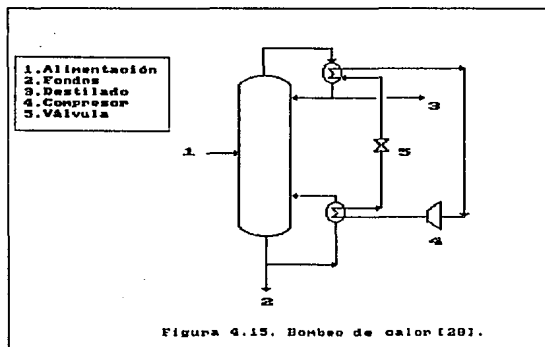 1.Alimentación
2.Fondos
3.Destilado
4.Compresor
5.Válvula
3
1
5
4
2
Figura 4.15. Bombeo de calor [28].